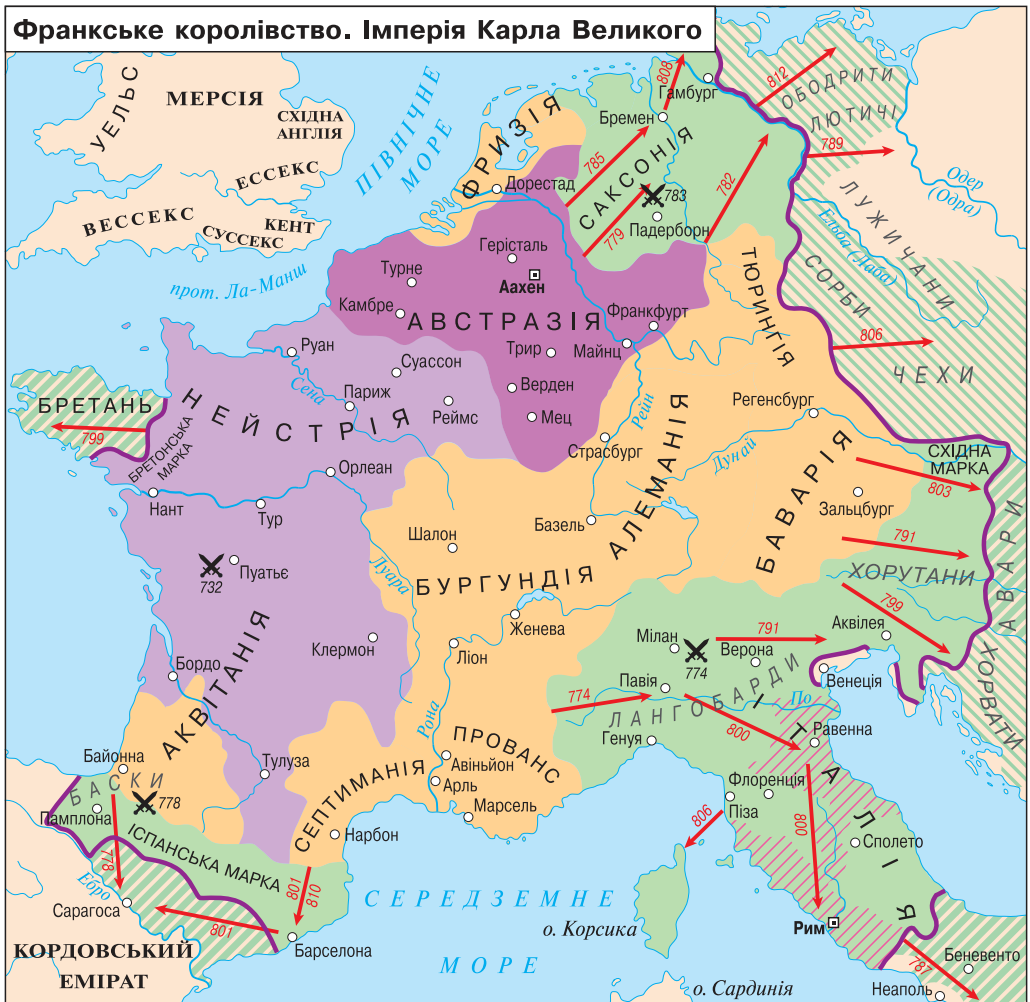 Франкське королівство. Імперія Карла Великого
УЕЛЬС
МЕРСІЯ
СХІДНА
АНГЛІЯ
ЕССЕКС
ВЕССЕКС
КЕНТ
СУССЕКС
ПІВНІЧНЕ
МОРЕ
прот. Ла-Манш
ФРИЗІЯ
Дорестад
САКСОНІЯ
785
779
783
782
808
812
789
Гамбург
Бремен
Падерборн
ОБОДРИТИ
ЛЮТИЧІ
ЛУЖИЧАНИ
Одер
(Одра)
Ельба (Лаба)
СОРБИ
806
ЧЕХИ
ТЮРИНГІЯ
Герісталь
Турне
Аахен
Камбре
АВСТРАЗІЯ
Франкфурт
Трир
Майнц
Верден
Мец
Рейн
Руан
Суассон
Сена
Париж
Реймс
НЕЙСТРІЯ
БРЕТАНЬ
799
БРЕТОНСЬКА
МАРКА
Орлеан
Нант
Тур
Страсбург
АЛЕМАНІЯ
Регенсбург
Дунай
БАВАРІЯ
СХІДНА
МАРКА
803
Зальцбург
791
АВАРИ
ХОРУТАНИ
799
ХОРВАТИ
Шалон
Базель
Луара
БУРГУНДІЯ
732
Пуатьє
Женева
Клермон
Ліон
АКВІТАНІЯ
Бордо
Мілан
774
791
Верона
Аквілея
Венеція
Павія
774
ЛАНГОБАРДИ
По
800
Генуя
Равенна
ІТАЛІЯ
Рона
ПРОВАНС
Авіньйон
Арль
Марсель
СЕПТИМАНІЯ
Тулуза
Байонна
БАСКИ
778
Памплона
Нарбон
ІСПАНСЬКА МАРКА
778
Ебро
801
810
Сарагоса
801
Барселона
КОРДОВСЬКИЙ
ЕМІРАТ
СЕРЕДЗЕМНЕ
МОРЕ
Флоренція
Піза
806
800
Сполето
о. Корсика
Рим
787
Беневенто
Неаполь
о. Сардинія